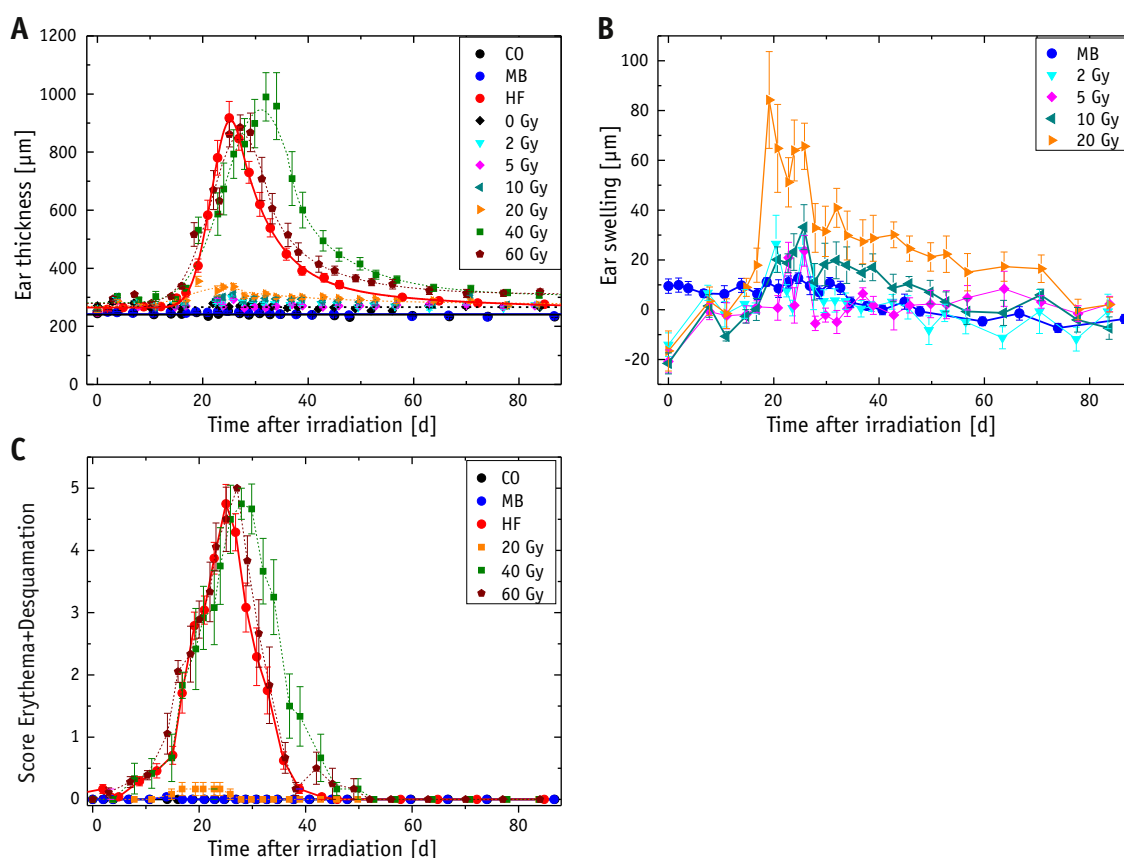 A
1200
1000
800
600
400
200
0
Ear thickness [µm]
0 20 40 60 80
Time after irradiation [d]
CO
MB
HF
0 Gy
2 Gy
5 Gy
10 Gy
20 Gy
40 Gy
60 Gy
B
100
80
60
40
20
0
-20
Ear swelling [µm]
0 20 40 60 80
Time after irradiation [d]
MB
2 Gy
5 Gy
10 Gy
20 Gy
C
5
4
3
2
1
0
Score Erythema+Desquamation
0 20 40 60 80
Time after irradiation [d]
CO
MB
HF
20 Gy
40 Gy
60 Gy